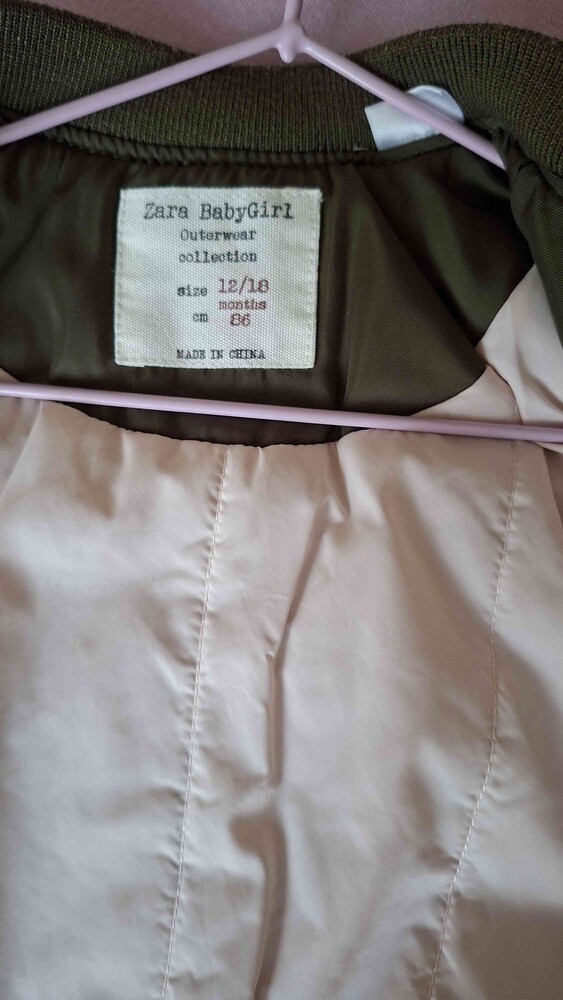 Zara BabyGirl
Outerwear
collection
size 12/18
months
cm 86
MADE IN CHINA